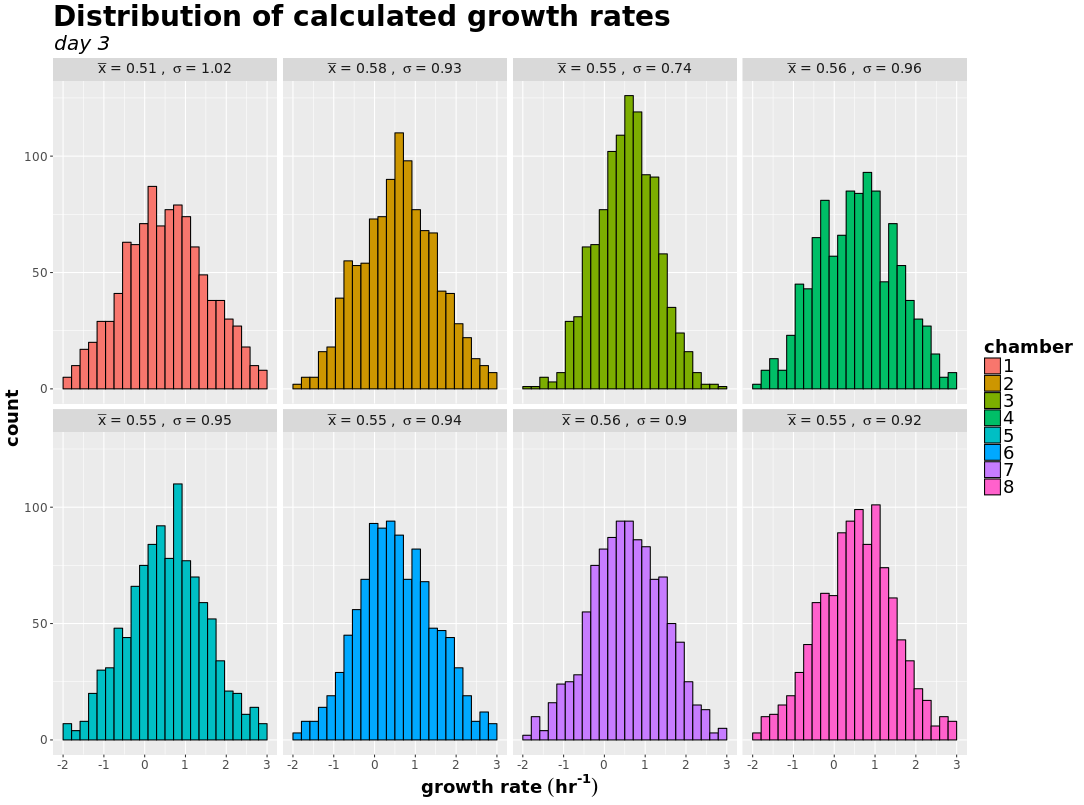 Distribution of calculated growth rates
day 3
x̅ = 0.51 , σ = 1.02
x̅ = 0.58 , σ = 0.93
x̅ = 0.55 , σ = 0.74
x̅ = 0.56 , σ = 0.96
100
50
0
x̅ = 0.55 , σ = 0.95
x̅ = 0.55 , σ = 0.94
x̅ = 0.56 , σ = 0.9
x̅ = 0.55 , σ = 0.92
100
50
0
-2 -1 0 1 2 3
-2 -1 0 1 2 3
-2 -1 0 1 2 3
-2 -1 0 1 2 3
growth rate (hr⁻¹)
count
chamber
1
2
3
4
5
6
7
8